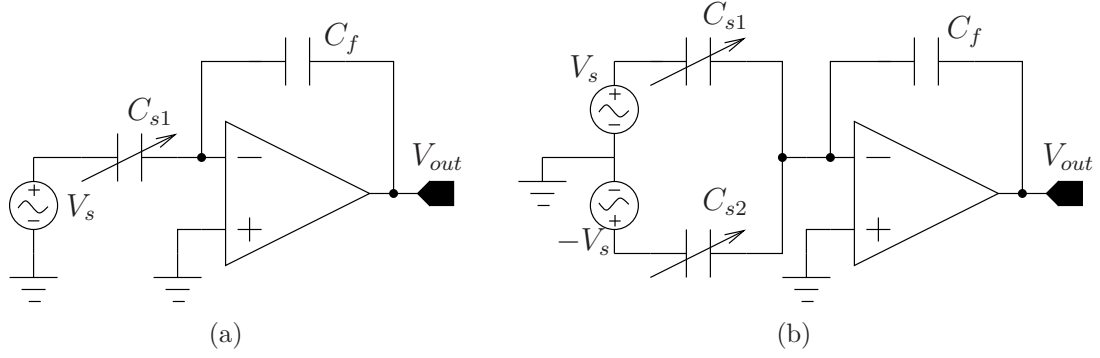 C_f
C_{s1}
V_s
V_{out}
(a)
C_{s1}
V_s
C_f
V_{out}
C_{s2}
−V_s
(b)